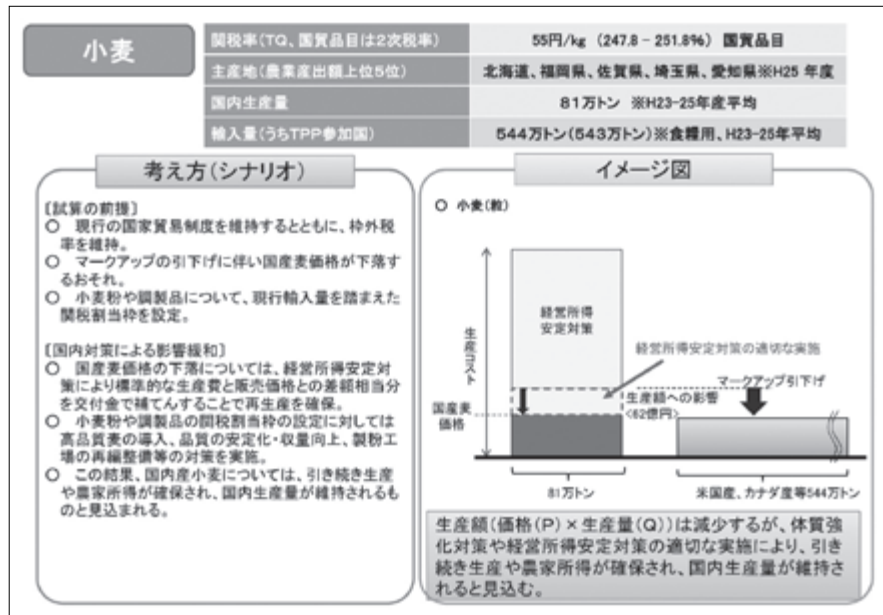 小麦
関税率(TQ、国貿品目は2次税率)
55円/kg (247.8 - 251.8%) 国貿品目
主産地(農業産出額上位5位)
北海道、福岡県、佐賀県、埼玉県、愛知県※H25 年度
国内生産量
81万トン ※H23-25年産平均
輸入量(うちTPP参加国)
544万トン(543万トン)※食糧用、H23-25年平均
考え方(シナリオ)
〔試算の前提〕
○ 現行の国家貿易制度を維持するとともに、枠外税
率を維持。
○ マークアップの引下げに伴い国産麦価格が下落す
るおそれ。
○ 小麦粉や調製品について、現行輸入量を踏まえた
関税割当枠を設定。
〔国内対策による影響緩和〕
○ 国産麦価格の下落については、経営所得安定対
策により標準的な生産費と販売価格との差額相当分
を交付金で補てんすることで再生産を確保。
○ 小麦粉や調製品の関税割当枠の設定に対しては
高品質麦の導入、品質の安定化・収量向上、製粉工
場の再編整備等の対策を実施。
○ この結果、国内産小麦については、引き続き生産
や農家所得が確保され、国内生産量が維持されるも
のと見込まれる。
イメージ図
○ 小麦(粒)
生産コスト
経営所得
安定対策
経営所得安定対策の適切な実施
マークアップ引下げ
生産額への影響
<62億円>
国産麦
価格
81万トン
米国産、カナダ産等544万トン
生産額(価格(P)×生産量(Q))は減少するが、体質強
化対策や経営所得安定対策の適切な実施により、引き
続き生産や農家所得が確保され、国内生産量が維持さ
れると見込む。